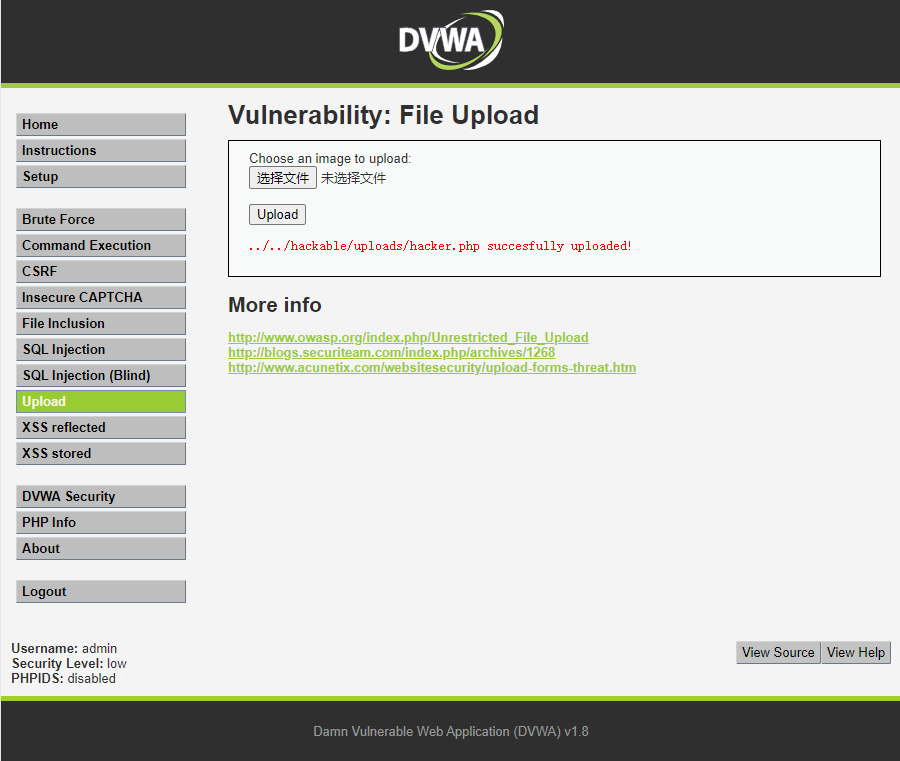 DVWA
Vulnerability: File Upload
Home
Instructions
Setup
Brute Force
Command Execution
CSRF
Insecure CAPTCHA
File Inclusion
SQL Injection
SQL Injection (Blind)
Upload
XSS reflected
XSS stored
DVWA Security
PHP Info
About
Logout
Choose an image to upload:
选择文件 未选择文件
Upload
../../hackable/uploads/hacker.php succesfully uploaded!
More info
http://www.owasp.org/index.php/Unrestricted_File_Upload
http://blogs.securiteam.com/index.php/archives/1268
http://www.acunetix.com/websitesecurity/upload-forms-threat.htm
Username: admin
Security Level: low
PHPIDS: disabled
View Source View Help
Damn Vulnerable Web Application (DVWA) v1.8